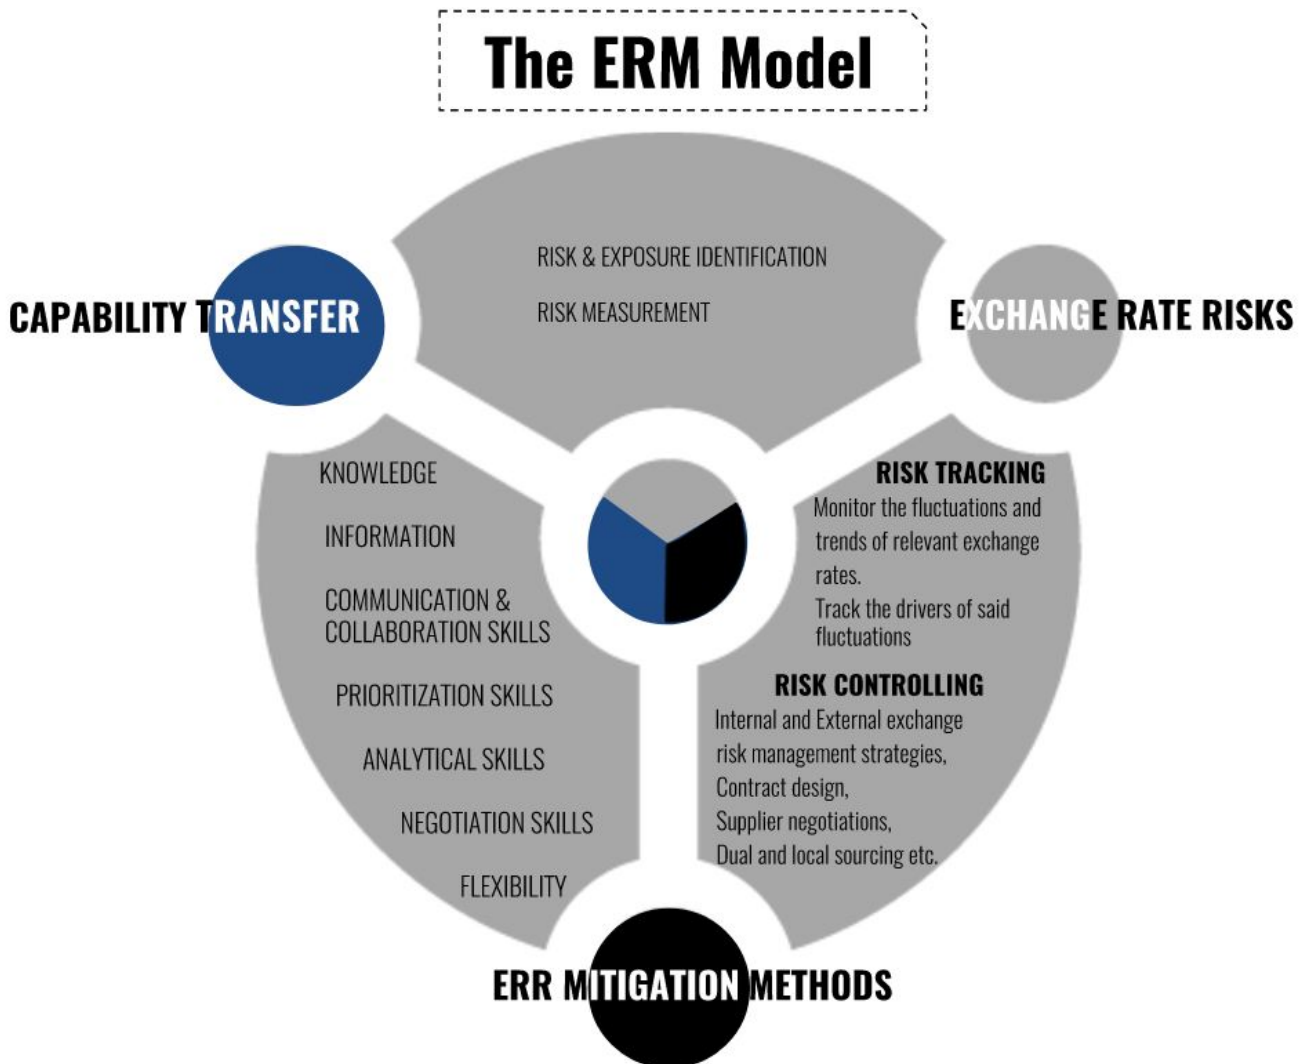 The ERM Model
RISK & EXPOSURE IDENTIFICATION
RISK MEASUREMENT
CAPABILITY TRANSFER
EXCHANGE RATE RISKS
KNOWLEDGE
INFORMATION
COMMUNICATION &
COLLABORATION SKILLS
PRIORITIZATION SKILLS
ANALYTICAL SKILLS
NEGOTIATION SKILLS
FLEXIBILITY
RISK TRACKING
Monitor the fluctuations and
trends of relevant exchange
rates.
Track the drivers of said
fluctuations
RISK CONTROLLING
Internal and External exchange
risk management strategies,
Contract design,
Supplier negotiations,
Dual and local sourcing etc.
ERR MITIGATION METHODS